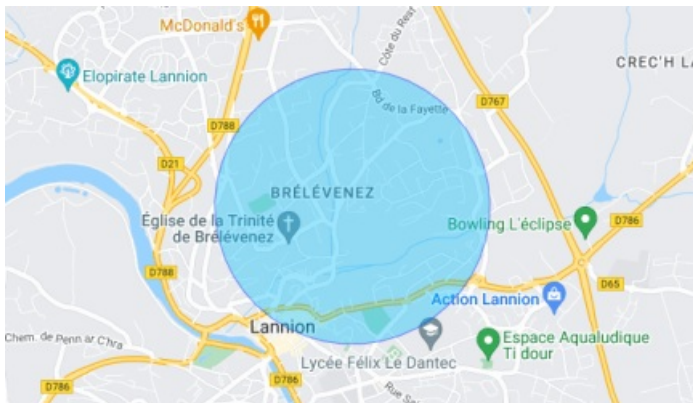 McDonald's
Côte du Rest
CREC'H LA
Elopirate Lannion
Bd de la Fayette
D767
D788
D21
BRÉLÉVENEZ
Église de la Trinité
de Brélévenez
Bowling L'éclipse
D786
D788
D65
Action Lannion
Lannion
Chem. de Penn ar C'hra
Espace Aqualudique
Ti dour
Lycée Félix Le Dantec
D786
D786
Rue